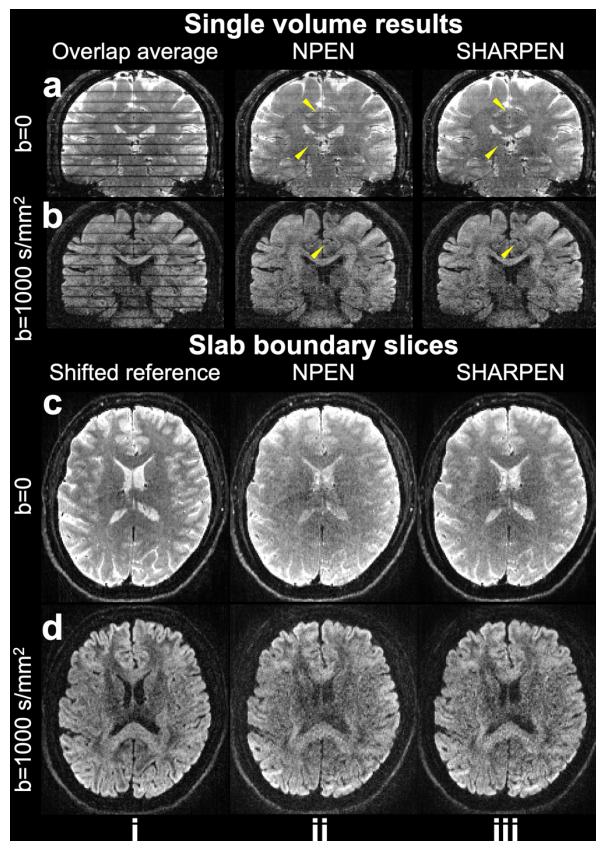 Single volume results
Overlap average NPEN SHARPEN
a
b=0
b
b=1000 s/mm²
Slab boundary slices
Shifted reference NPEN SHARPEN
c
b=0
d
b=1000 s/mm²
i ii iii